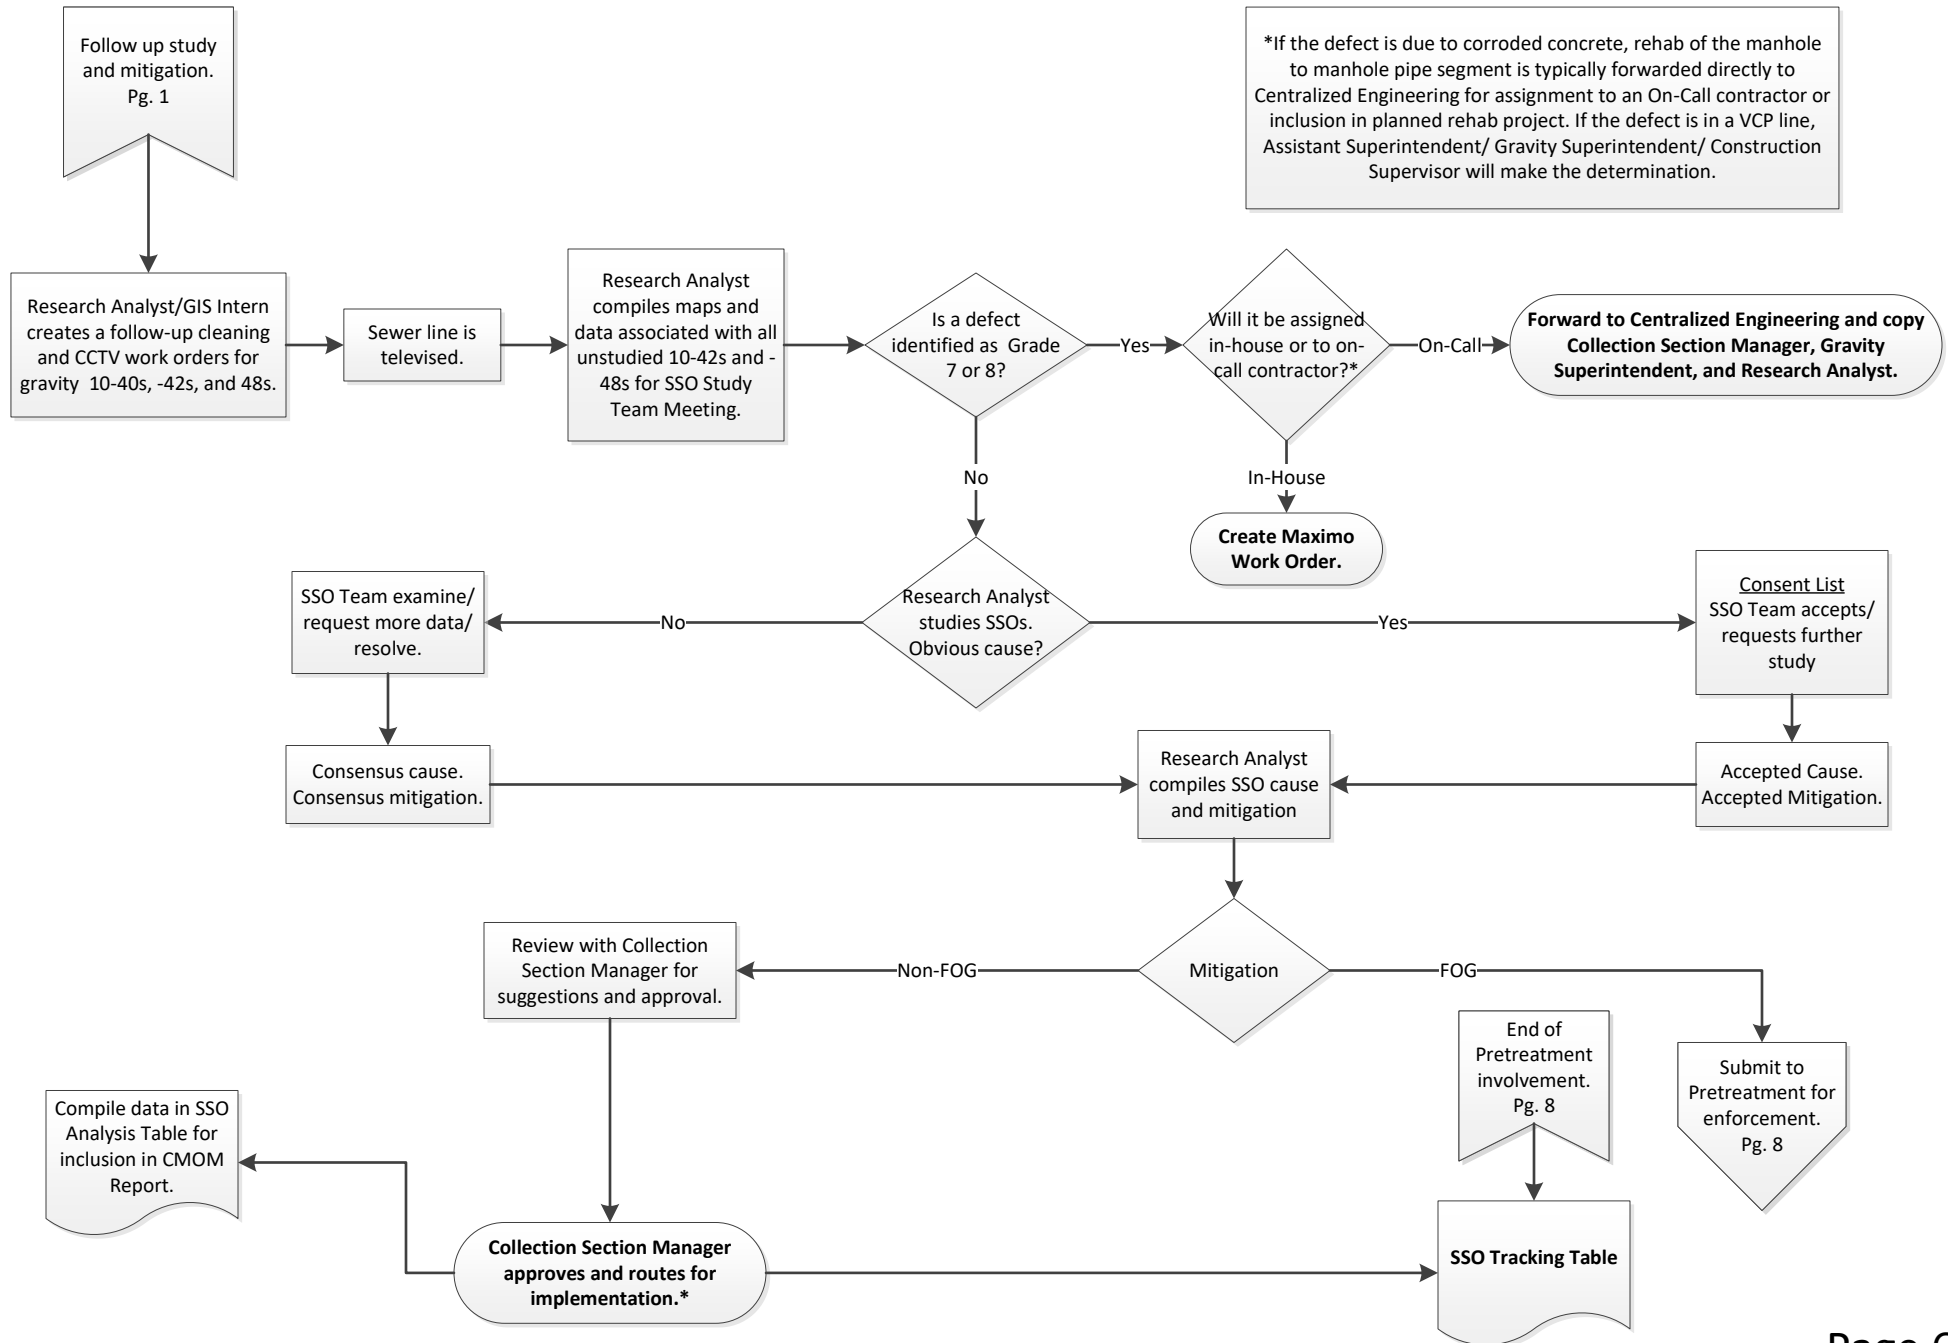 Follow up study
and mitigation.
Pg. 1
*If the defect is due to corroded concrete, rehab of the manhole
to manhole pipe segment is typically forwarded directly to
Centralized Engineering for assignment to an On-Call contractor or
inclusion in planned rehab project. If the defect is in a VCP line,
Assistant Superintendent/ Gravity Superintendent/ Construction
Supervisor will make the determination.
Research Analyst/GIS Intern
creates a follow-up cleaning
and CCTV work orders for
gravity 10-40s, -42s, and 48s.
Sewer line is
televised.
Research Analyst
compiles maps and
data associated with all
unstudied 10-42s and -
48s for SSO Study
Team Meeting.
Is a defect
identified as Grade
7 or 8?
Yes
Will it be assigned
in-house or to on-
call contractor?*
On-Call
Forward to Centralized Engineering and copy
Collection Section Manager, Gravity
Superintendent, and Research Analyst.
No
In-House
Create Maximo
Work Order.
SSO Team examine/
request more data/
resolve.
No
Research Analyst
studies SSOs.
Obvious cause?
Yes
Consent List
SSO Team accepts/
requests further
study
Consensus cause.
Consensus mitigation.
Research Analyst
compiles SSO cause
and mitigation
Accepted Cause.
Accepted Mitigation.
Review with Collection
Section Manager for
suggestions and approval.
Non-FOG
Mitigation
FOG
End of
Pretreatment
involvement.
Pg. 8
Submit to
Pretreatment for
enforcement.
Pg. 8
Compile data in SSO
Analysis Table for
inclusion in CMOM
Report.
Collection Section Manager
approves and routes for
implementation.*
SSO Tracking Table
Page